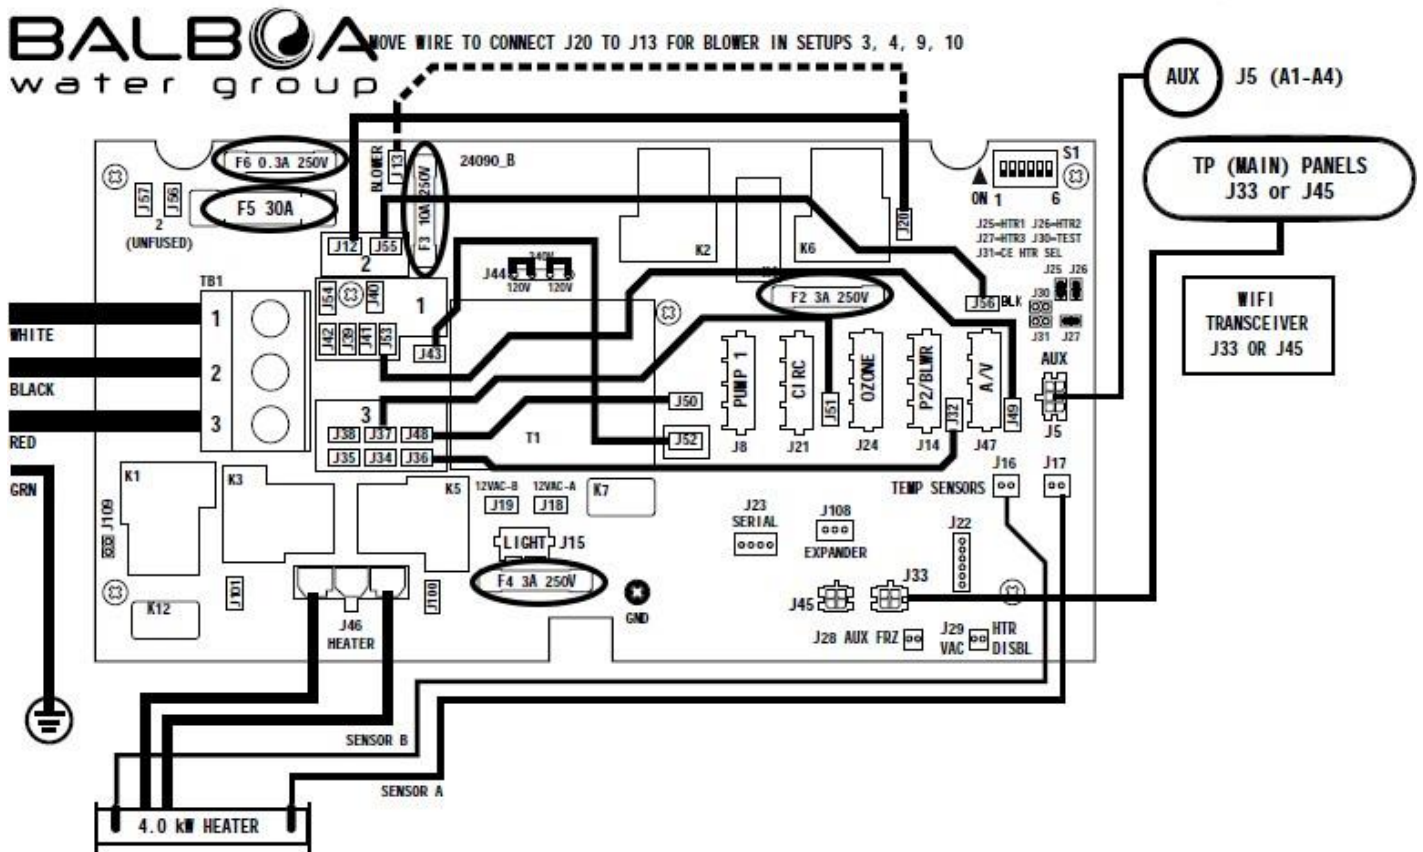 BALBOA
water group
MOVE WIRE TO CONNECT J20 TO J13 FOR BLOWER IN SETUPS 3, 4, 9, 10
AUX
J5 (A1-A4)
TP (MAIN) PANELS
J33 or J45
WIFI
TRANSCEIVER
J33 OR J45
F6 0.3A 250V
BLOWER
J13
F3 10A 250V
24090_B
S1
ON 1
6
J57
J56
F5 30A
2
(UNFUSED)
J12
J55
2
K2
K6
J20
J25=HTR1 J26=HTR2
J27=HTR3 J30=TEST
J31=CE HTR SEL
J25
J26
240V
J44
120V
120V
F2 3A 250V
J56
BLK
J30
J31
J27
TB1
J54
J40
1
1
2
3
WHITE
BLACK
RED
GRN
J42
J39
J41
J53
J43
3
J38
J37
J48
J35
J34
J36
T1
J50
J52
PUMP 1
J8
CIRC
J21
J51
OZONE
J24
P2/BLWR
J14
J32
A/V
J47
J49
AUX
J5
J16
J17
TEMP SENSORS
K1
K3
K5
12VAC-B
12VAC-A
J19
J18
K7
J109
LIGHT
J15
F4 3A 250V
J23
SERIAL
J108
EXPANDER
J22
J45
J33
K12
J101
J46
HEATER
J100
GND
J28 AUX FRZ
J29
VAC
HTR
DISBL
SENSOR B
SENSOR A
4.0 kW HEATER